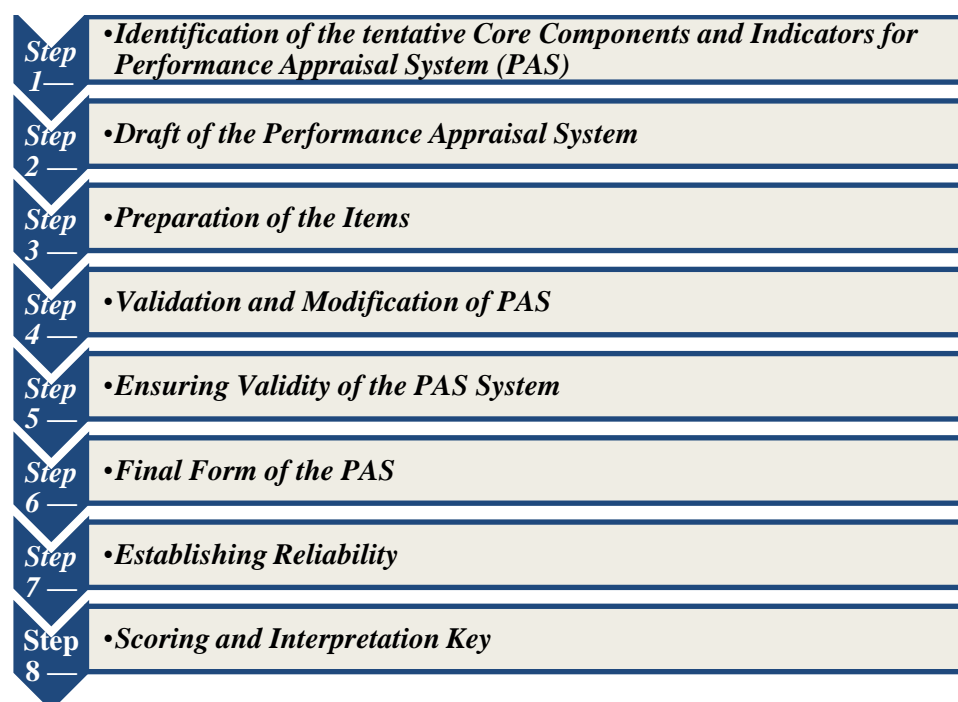 Step
1—
•Identification of the tentative Core Components and Indicators for
Performance Appraisal System (PAS)
Step
2 —
•Draft of the Performance Appraisal System
Step
3 —
•Preparation of the Items
Step
4 —
•Validation and Modification of PAS
Step
5 —
•Ensuring Validity of the PAS System
Step
6 —
•Final Form of the PAS
Step
7 —
•Establishing Reliability
Step
8 —
•Scoring and Interpretation Key